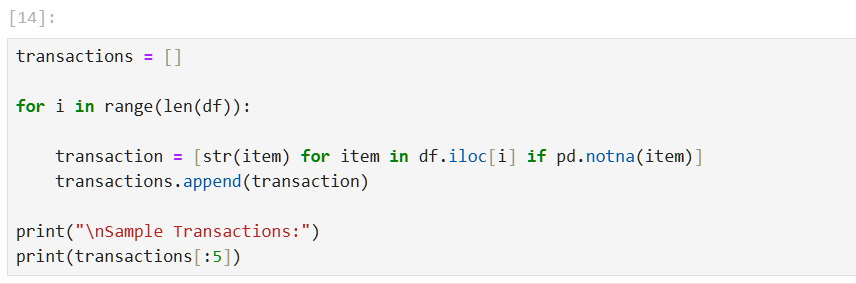 [14]:
transactions = []
for i in range(len(df)):
    transaction = [str(item) for item in df.iloc[i] if pd.notna(item)]
    transactions.append(transaction)
print("\nSample Transactions:")
print(transactions[:5])